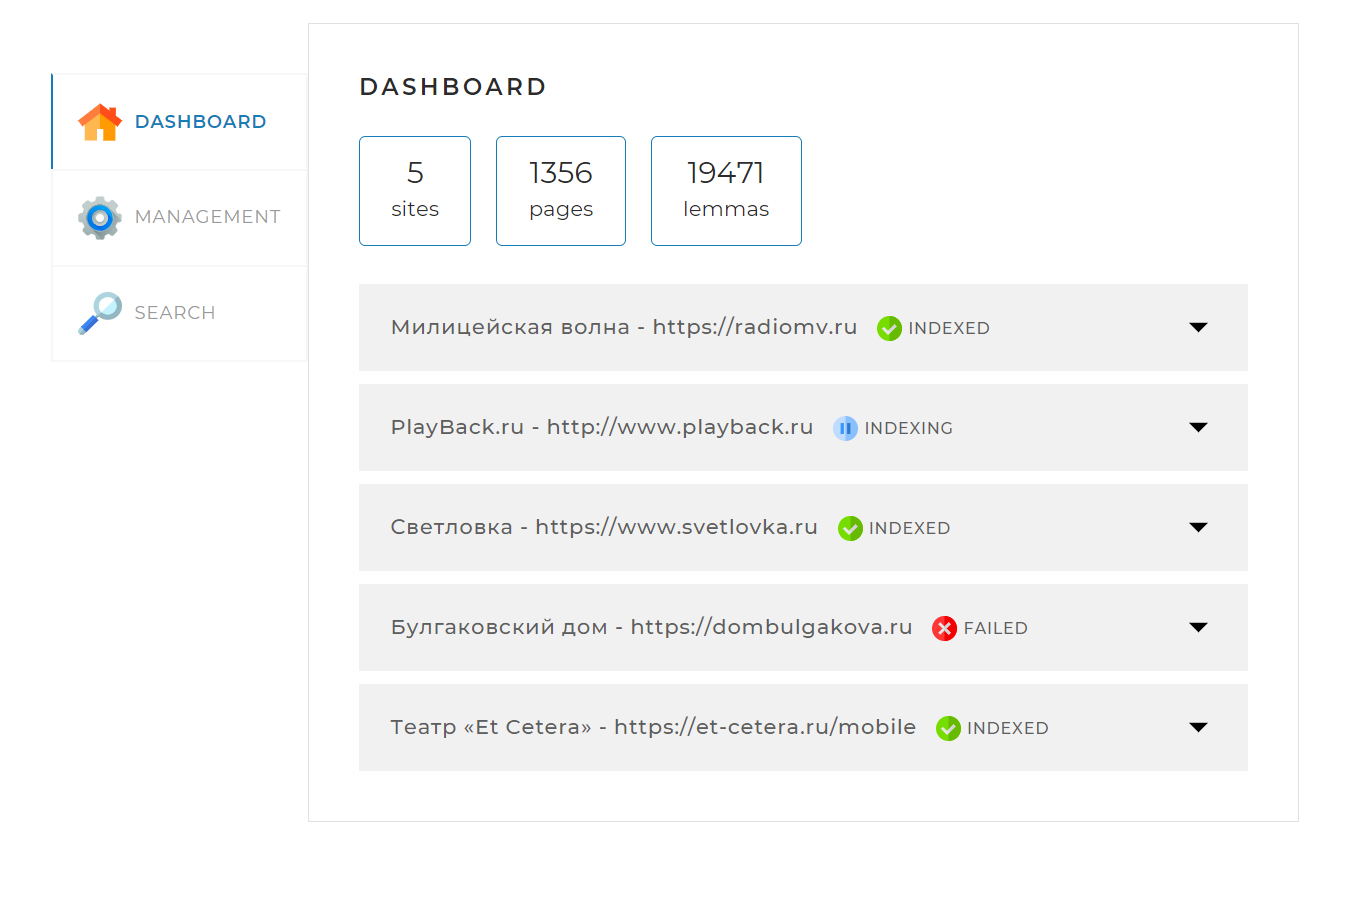 DASHBOARD
MANAGEMENT
SEARCH
DASHBOARD
5
sites
1356
pages
19471
lemmas
Милицейская волна - https://radiomv.ru INDEXED
PlayBack.ru - http://www.playback.ru INDEXING
Светловка - https://www.svetlovka.ru INDEXED
Булгаковский дом - https://dombulgakova.ru FAILED
Театр «Et Cetera» - https://et-cetera.ru/mobile INDEXED